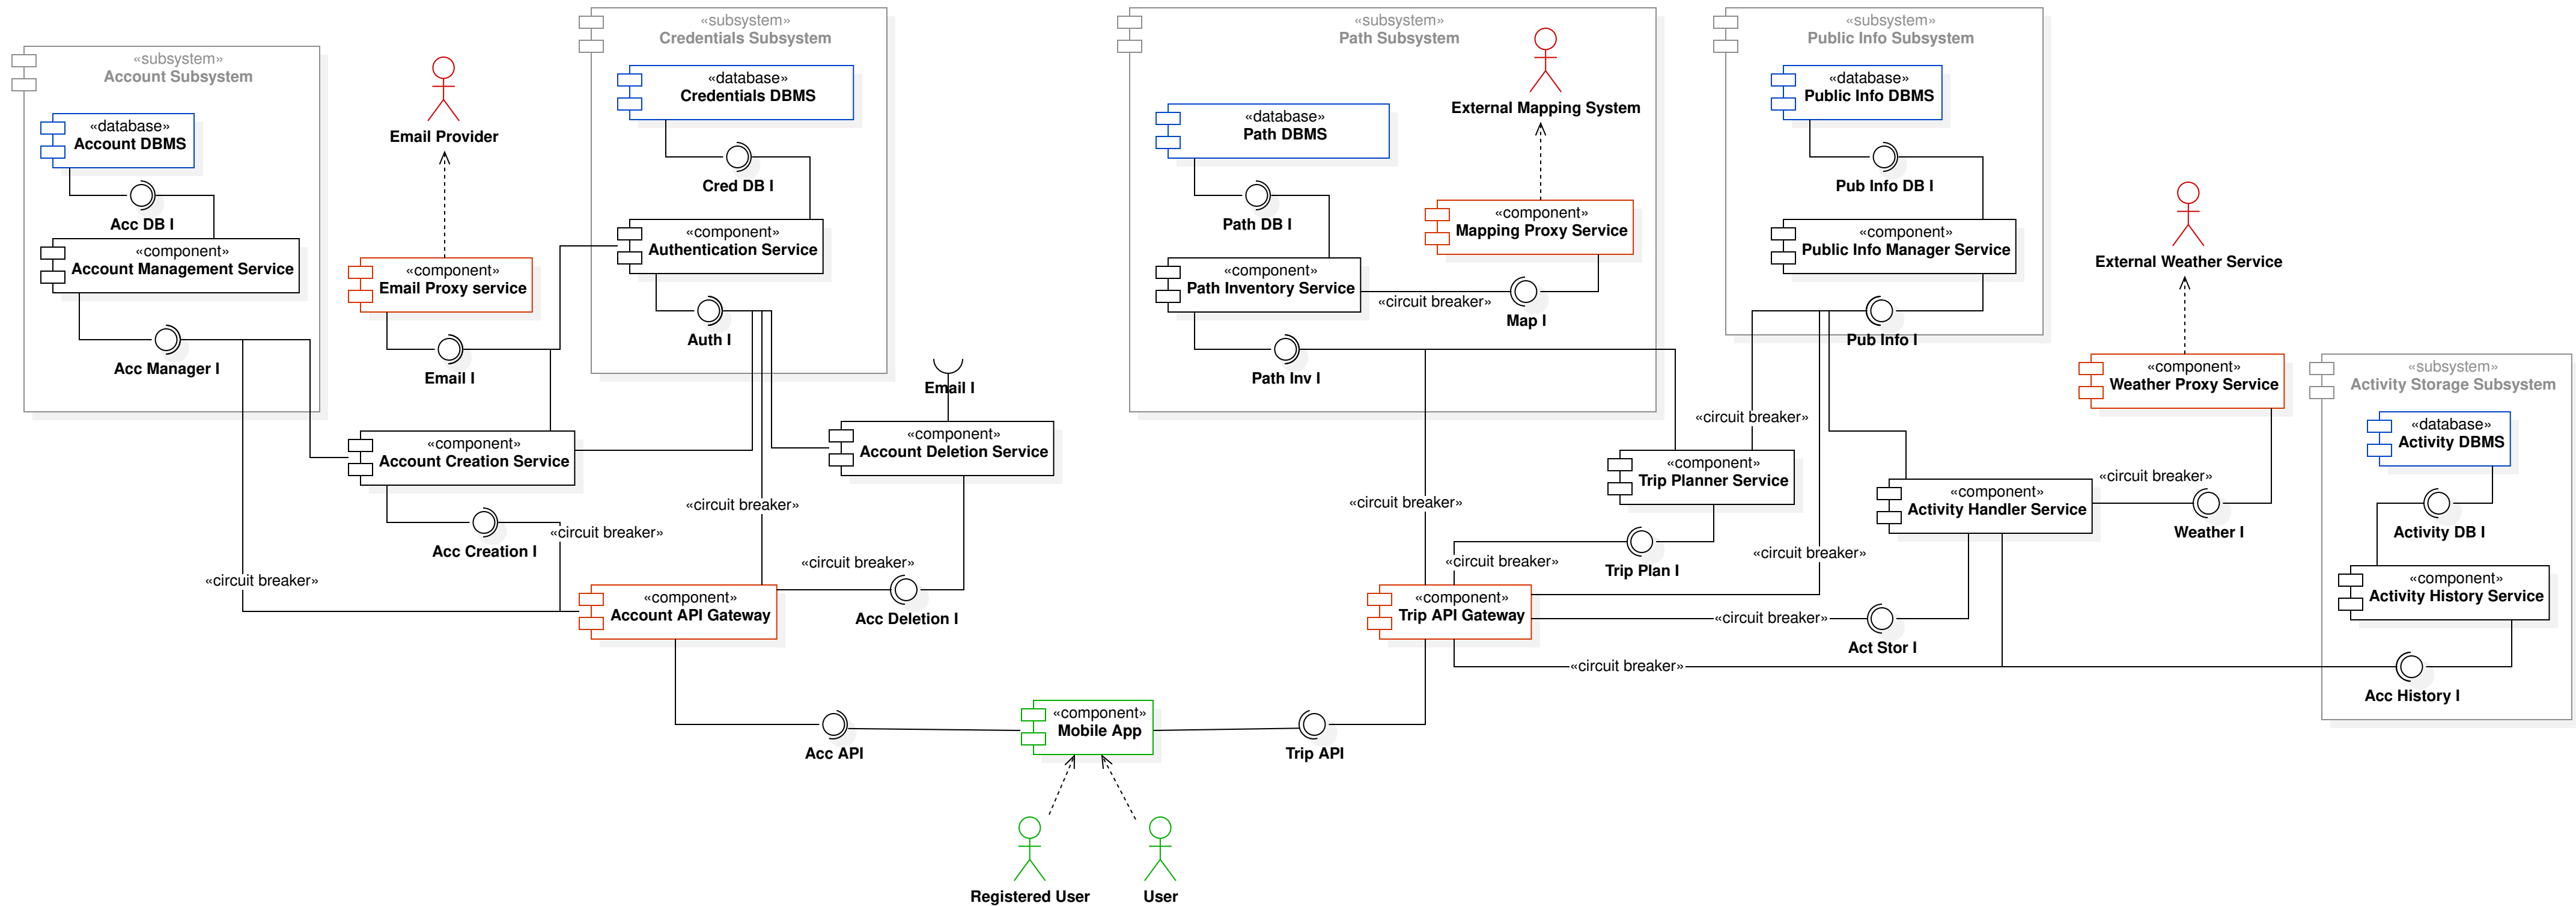 «subsystem»
Account Subsystem
«database»
Account DBMS
Acc DB I
«component»
Account Management Service
Acc Manager I
Email Provider
«component»
Email Proxy service
Email I
«subsystem»
Credentials Subsystem
«database»
Credentials DBMS
Cred DB I
«component»
Authentication Service
Auth I
Email I
«component»
Account Deletion Service
«component»
Account Creation Service
Acc Creation I
«circuit breaker»
«circuit breaker»
«circuit breaker»
«circuit breaker»
Acc Deletion I
«component»
Account API Gateway
Acc API
«subsystem»
Path Subsystem
External Mapping System
«database»
Path DBMS
Path DB I
«component»
Mapping Proxy Service
«component»
Path Inventory Service
«circuit breaker»
Map I
Path Inv I
«subsystem»
Public Info Subsystem
«database»
Public Info DBMS
Pub Info DB I
«component»
Public Info Manager Service
Pub Info I
External Weather Service
«component»
Weather Proxy Service
«subsystem»
Activity Storage Subsystem
«database»
Activity DBMS
Activity DB I
«component»
Activity History Service
Acc History I
«circuit breaker»
«component»
Trip Planner Service
«circuit breaker»
«component»
Activity Handler Service
«circuit breaker»
Weather I
«circuit breaker»
Trip Plan I
«circuit breaker»
«component»
Trip API Gateway
«circuit breaker»
Act Stor I
«circuit breaker»
«component»
Mobile App
Trip API
Registered User
User